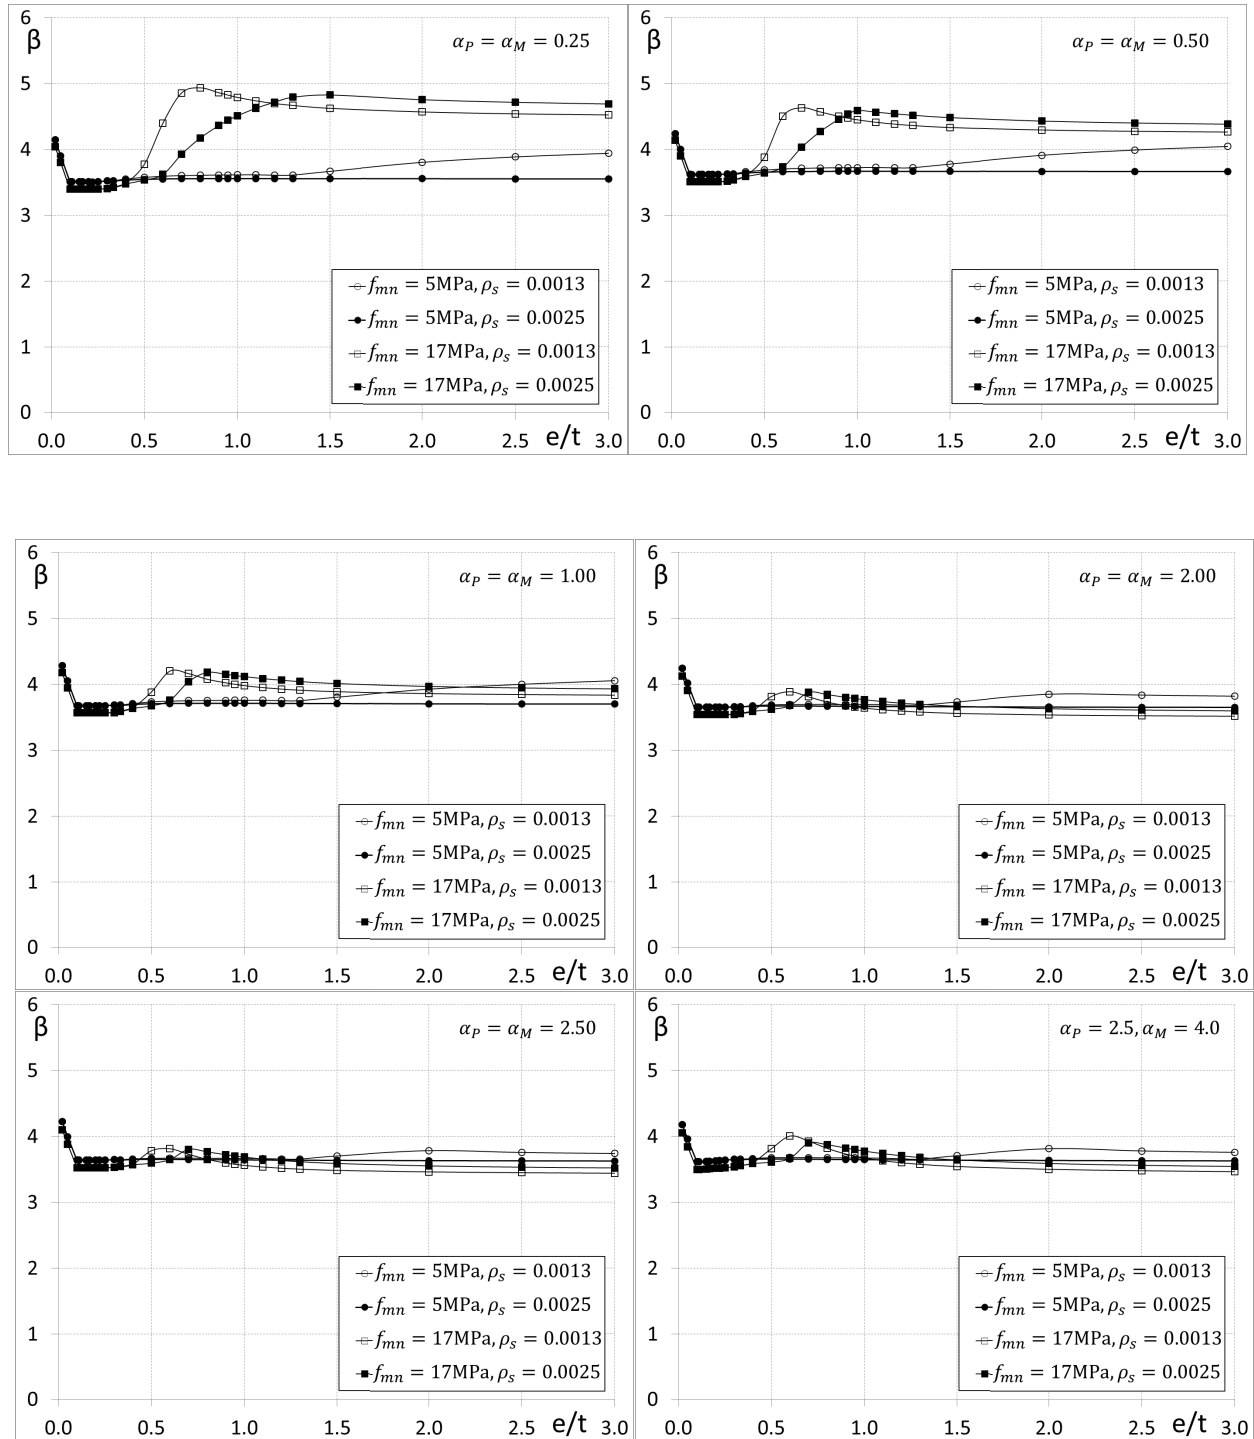 6 β 5 4 3 2 1 0
α_P = α_M = 0.25
f_mn = 5MPa, ρ_s = 0.0013
f_mn = 5MPa, ρ_s = 0.0025
f_mn = 17MPa, ρ_s = 0.0013
f_mn = 17MPa, ρ_s = 0.0025
0.0 0.5 1.0 1.5 2.0 2.5 e/t 3.0
6 β 5 4 3 2 1 0
α_P = α_M = 0.50
f_mn = 5MPa, ρ_s = 0.0013
f_mn = 5MPa, ρ_s = 0.0025
f_mn = 17MPa, ρ_s = 0.0013
f_mn = 17MPa, ρ_s = 0.0025
0.0 0.5 1.0 1.5 2.0 2.5 e/t 3.0
6 β 5 4 3 2 1 0
α_P = α_M = 1.00
f_mn = 5MPa, ρ_s = 0.0013
f_mn = 5MPa, ρ_s = 0.0025
f_mn = 17MPa, ρ_s = 0.0013
f_mn = 17MPa, ρ_s = 0.0025
0.0 0.5 1.0 1.5 2.0 2.5 e/t 3.0
6 β 5 4 3 2 1 0
α_P = α_M = 2.00
f_mn = 5MPa, ρ_s = 0.0013
f_mn = 5MPa, ρ_s = 0.0025
f_mn = 17MPa, ρ_s = 0.0013
f_mn = 17MPa, ρ_s = 0.0025
0.0 0.5 1.0 1.5 2.0 2.5 e/t 3.0
6 β 5 4 3 2 1 0
α_P = α_M = 2.50
f_mn = 5MPa, ρ_s = 0.0013
f_mn = 5MPa, ρ_s = 0.0025
f_mn = 17MPa, ρ_s = 0.0013
f_mn = 17MPa, ρ_s = 0.0025
0.0 0.5 1.0 1.5 2.0 2.5 e/t 3.0
6 β 5 4 3 2 1 0
α_P = 2.5, α_M = 4.0
f_mn = 5MPa, ρ_s = 0.0013
f_mn = 5MPa, ρ_s = 0.0025
f_mn = 17MPa, ρ_s = 0.0013
f_mn = 17MPa, ρ_s = 0.0025
0.0 0.5 1.0 1.5 2.0 2.5 e/t 3.0